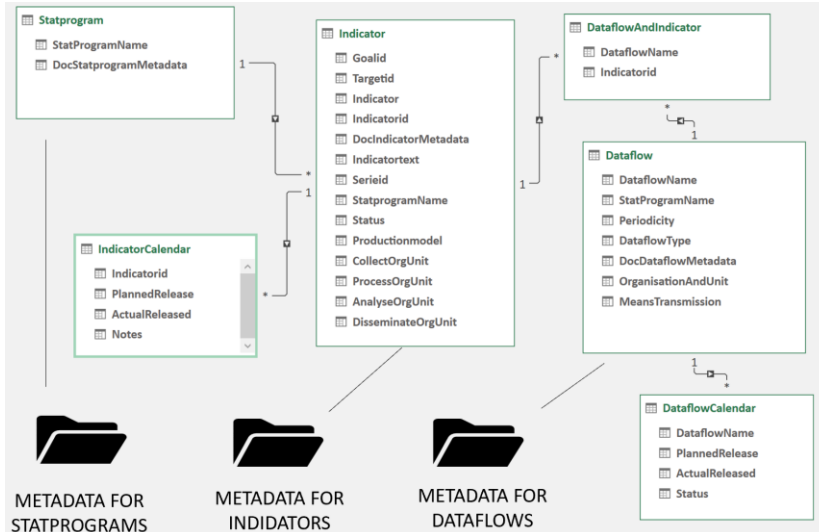 Statprogram
StatProgramName
DocStatprogramMetadata
1
*
Indicator
Goalid
Targetid
Indicator
Indicatorid
DocIndicatorMetadata
Indicatortext
Serieid
StatprogramName
Status
Productionmodel
CollectOrgUnit
ProcessOrgUnit
AnalyseOrgUnit
DisseminateOrgUnit
1
*
IndicatorCalendar
Indicatorid
PlannedRelease
ActualReleased
Notes
1
*
DataflowAndIndicator
DataflowName
Indicatorid
*
1
Dataflow
DataflowName
StatProgramName
Periodicity
DataflowType
DocDataflowMetadata
OrganisationAndUnit
MeansTransmission
1
*
DataflowCalendar
DataflowName
PlannedRelease
ActualReleased
Status
METADATA FOR
STATPROGRAMS
METADATA FOR
INDIDATORS
METADATA FOR
DATAFLOWS